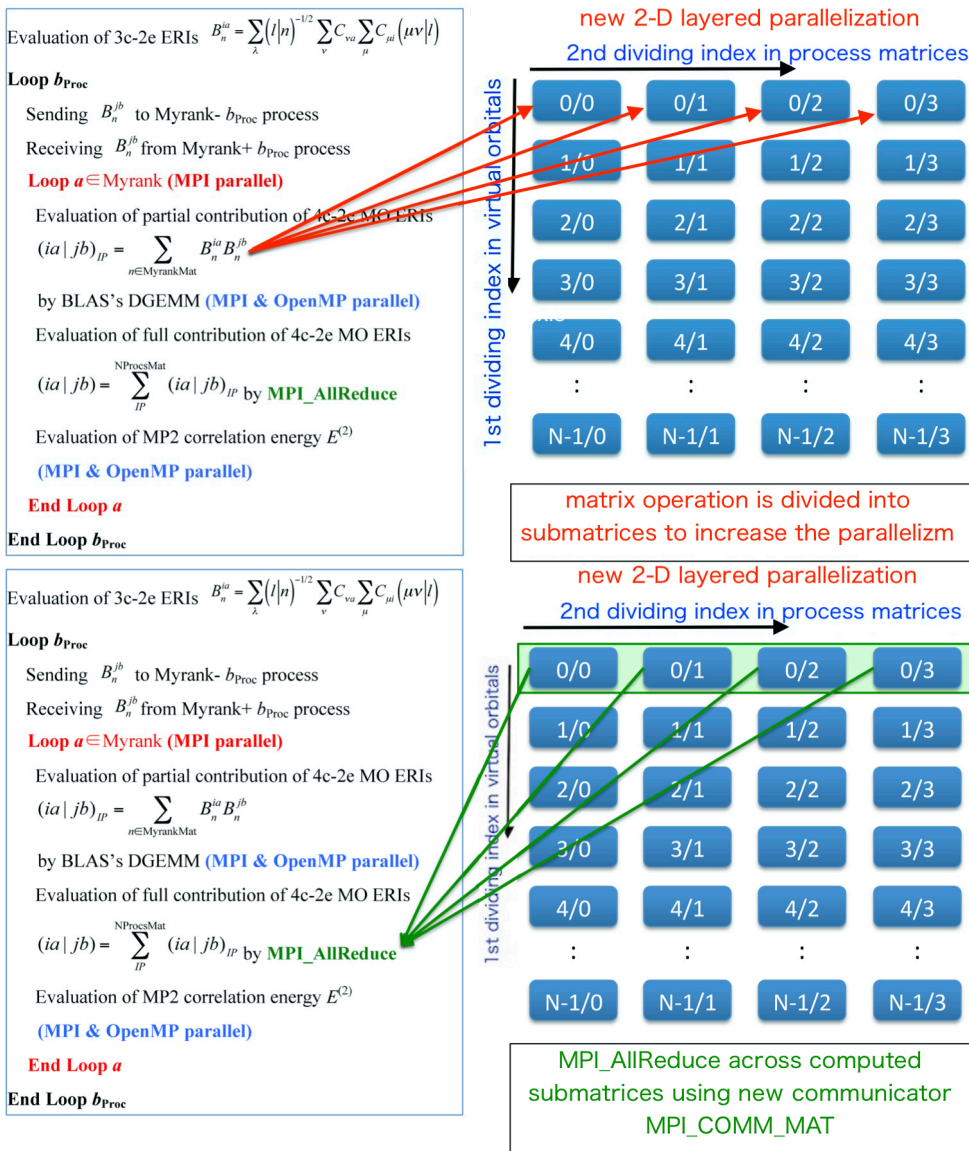 Evaluation of 3c-2e ERIs B_n^{ia} = ∑_λ (l|n)^{-1/2} ∑_ν C_{νa} ∑_μ C_{μi} (μν|l)
Loop b_Proc
Sending B_n^{jb} to Myrank- b_Proc process
Receiving B_n^{jb} from Myrank+ b_Proc process
Loop a∈Myrank (MPI parallel)
Evaluation of partial contribution of 4c-2e MO ERIs
(ia | jb)_{IP} = ∑_{n∈MyrankMat} B_n^{ia} B_n^{jb}
by BLAS's DGEMM (MPI & OpenMP parallel)
Evaluation of full contribution of 4c-2e MO ERIs
(ia | jb) = ∑_{IP}^{NProcsMat} (ia | jb)_{IP} by MPI_AllReduce
Evaluation of MP2 correlation energy E^{(2)}
(MPI & OpenMP parallel)
End Loop a
End Loop b_Proc
new 2-D layered parallelization
2nd dividing index in process matrices
1st dividing index in virtual orbitals
0/0 0/1 0/2 0/3
1/0 1/1 1/2 1/3
2/0 2/1 2/2 2/3
3/0 3/1 3/2 3/3
4/0 4/1 4/2 4/3
: : : :
N-1/0 N-1/1 N-1/2 N-1/3
matrix operation is divided into
submatrices to increase the parallelizm
Evaluation of 3c-2e ERIs B_n^{ia} = ∑_λ (l|n)^{-1/2} ∑_ν C_{νa} ∑_μ C_{μi} (μν|l)
Loop b_Proc
Sending B_n^{jb} to Myrank- b_Proc process
Receiving B_n^{jb} from Myrank+ b_Proc process
Loop a∈Myrank (MPI parallel)
Evaluation of partial contribution of 4c-2e MO ERIs
(ia | jb)_{IP} = ∑_{n∈MyrankMat} B_n^{ia} B_n^{jb}
by BLAS's DGEMM (MPI & OpenMP parallel)
Evaluation of full contribution of 4c-2e MO ERIs
(ia | jb) = ∑_{IP}^{NProcsMat} (ia | jb)_{IP} by MPI_AllReduce
Evaluation of MP2 correlation energy E^{(2)}
(MPI & OpenMP parallel)
End Loop a
End Loop b_Proc
new 2-D layered parallelization
2nd dividing index in process matrices
1st dividing index in virtual orbitals
0/0 0/1 0/2 0/3
1/0 1/1 1/2 1/3
2/0 2/1 2/2 2/3
3/0 3/1 3/2 3/3
4/0 4/1 4/2 4/3
: : : :
N-1/0 N-1/1 N-1/2 N-1/3
MPI_AllReduce across computed
submatrices using new communicator
MPI_COMM_MAT